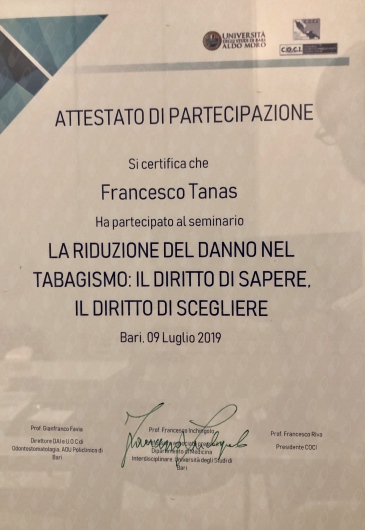 UNIVERSITÀ
DEGLI STUDI DI BARI
ALDO MORO
C.O.C.I.
ATTESTATO DI PARTECIPAZIONE
Si certifica che
Francesco Tanas
Ha partecipato al seminario
LA RIDUZIONE DEL DANNO NEL
TABAGISMO: IL DIRITTO DI SAPERE,
IL DIRITTO DI SCEGLIERE
Bari, 09 Luglio 2019
Prof. Gianfranco Favia
Direttore DAI e U.O.C di
Odontostomatologia, AOU Policlinico di
Bari
Prof. Francesco Inchingolo
Dipartimento di Medicina
Interdisciplinare, Università degli Studi di
Bari
Prof. Francesco Riva
Presidente COCI